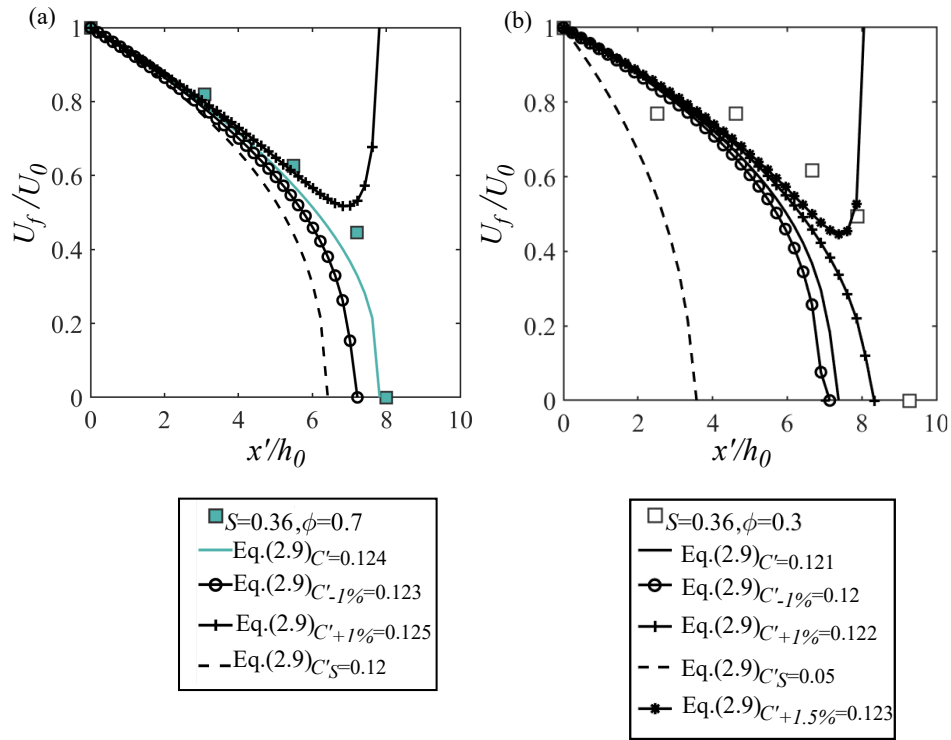 (a)
1
0.8
0.6
0.4
0.2
0
U_f /U_0
0 2 4 6 8 10
x'/h_0
S=0.36,ϕ=0.7
Eq.(2.9)C'=0.124
Eq.(2.9)C'-1%=0.123
Eq.(2.9)C'+1%=0.125
Eq.(2.9)C'S=0.12
(b)
1
0.8
0.6
0.4
0.2
0
U_f /U_0
0 2 4 6 8 10
x'/h_0
S=0.36,ϕ=0.3
Eq.(2.9)C'=0.121
Eq.(2.9)C'-1%=0.12
Eq.(2.9)C'+1%=0.122
Eq.(2.9)C'S=0.05
Eq.(2.9)C'+1.5%=0.123